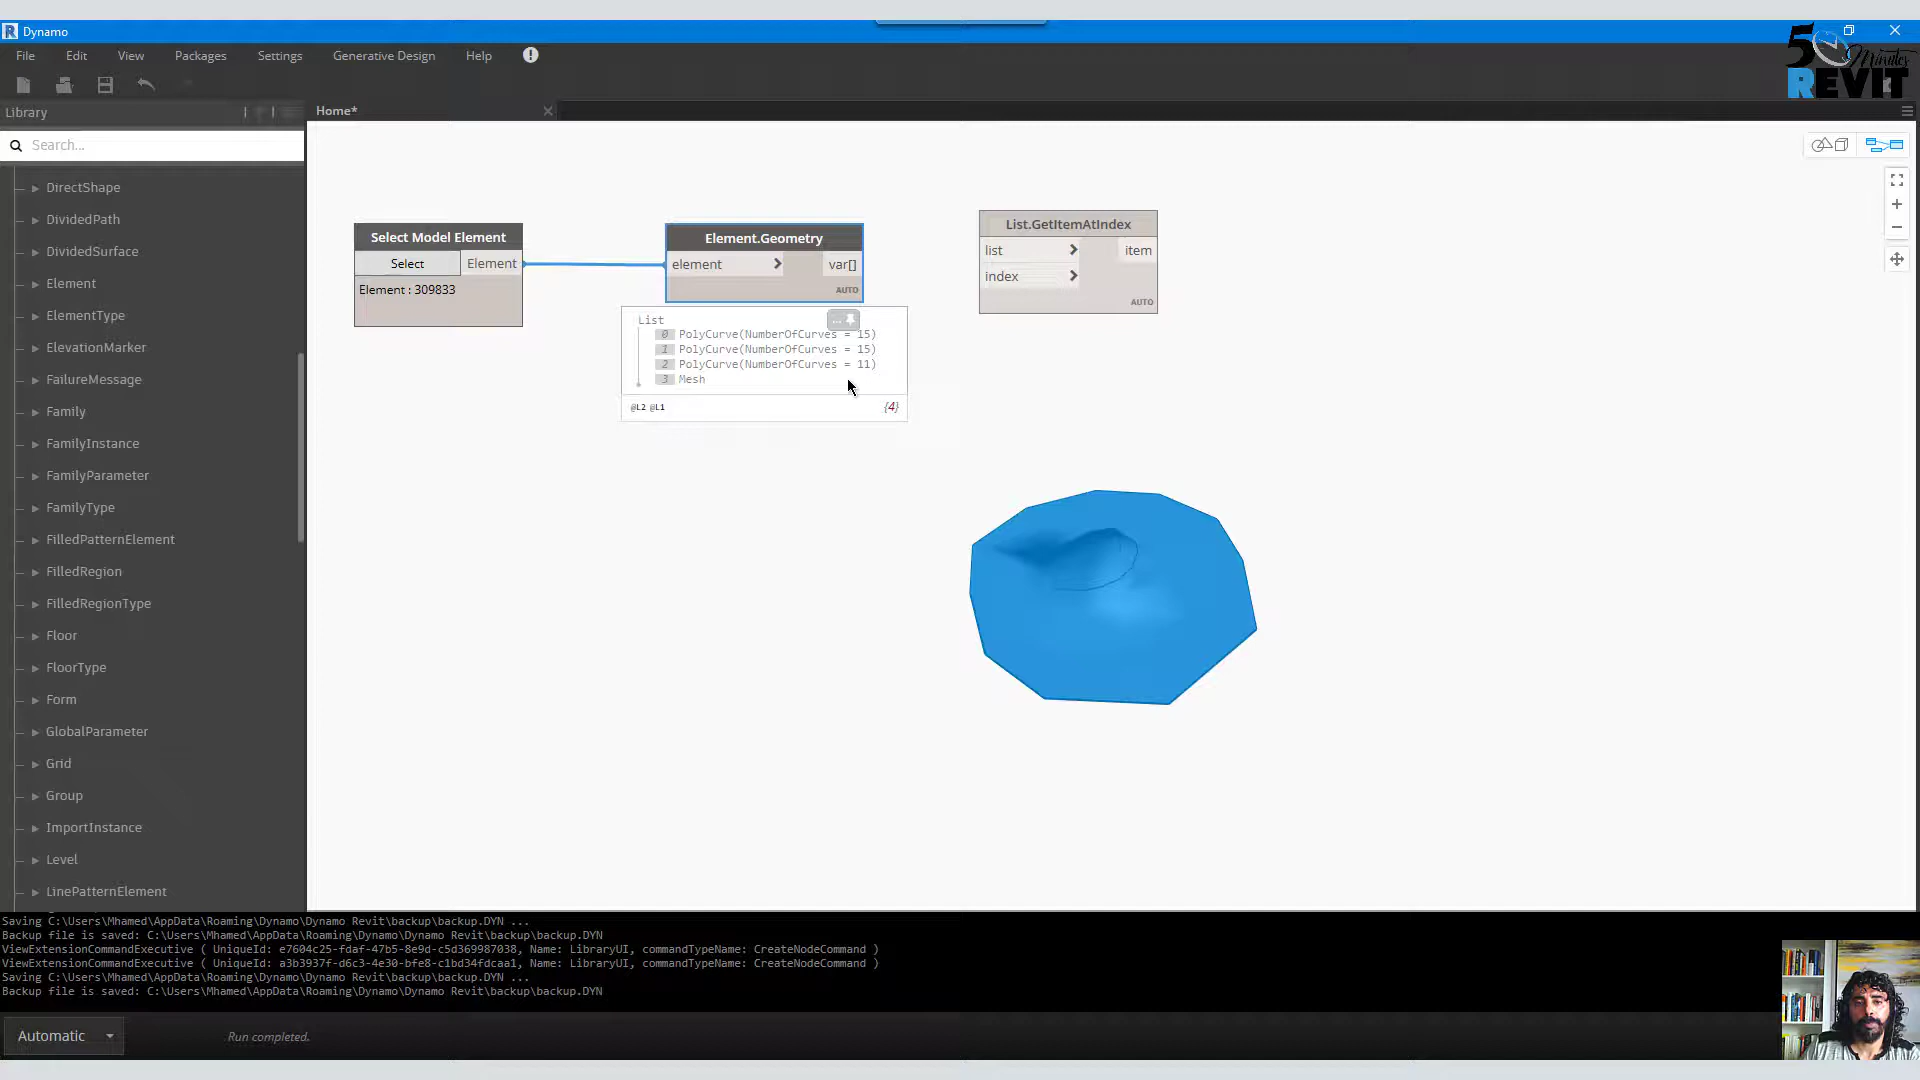 Dynamo
File Edit View Packages Settings Generative Design Help
5 Minutes
REVIT
Library
Home*
Search...
DirectShape
DividedPath
DividedSurface
Element
ElementType
ElevationMarker
FailureMessage
Family
FamilyInstance
FamilyParameter
FamilyType
FilledPatternElement
FilledRegion
FilledRegionType
Floor
FloorType
Form
GlobalParameter
Grid
Group
ImportInstance
Level
LinePatternElement
Select Model Element
Select Element
Element : 309833
Element.Geometry
element > var[]
AUTO
List
0 PolyCurve(NumberOfCurves = 15)
1 PolyCurve(NumberOfCurves = 15)
2 PolyCurve(NumberOfCurves = 11)
3 Mesh
@L2 @L1 {4}
List.GetItemAtIndex
list > item
index >
AUTO
Saving C:\Users\Mhamed\AppData\Roaming\Dynamo\Dynamo Revit\backup\backup.DYN ...
Backup file is saved: C:\Users\Mhamed\AppData\Roaming\Dynamo\Dynamo Revit\backup\backup.DYN
ViewExtensionCommandExecutive ( UniqueId: e7604c25-fdaf-47b5-8e9d-c5d369987038, Name: LibraryUI, commandTypeName: CreateNodeCommand )
ViewExtensionCommandExecutive ( UniqueId: a3b3937f-d6c3-4e30-bfe8-c1bd34fdcaa1, Name: LibraryUI, commandTypeName: CreateNodeCommand )
Saving C:\Users\Mhamed\AppData\Roaming\Dynamo\Dynamo Revit\backup\backup.DYN ...
Backup file is saved: C:\Users\Mhamed\AppData\Roaming\Dynamo\Dynamo Revit\backup\backup.DYN
Automatic
Run completed.